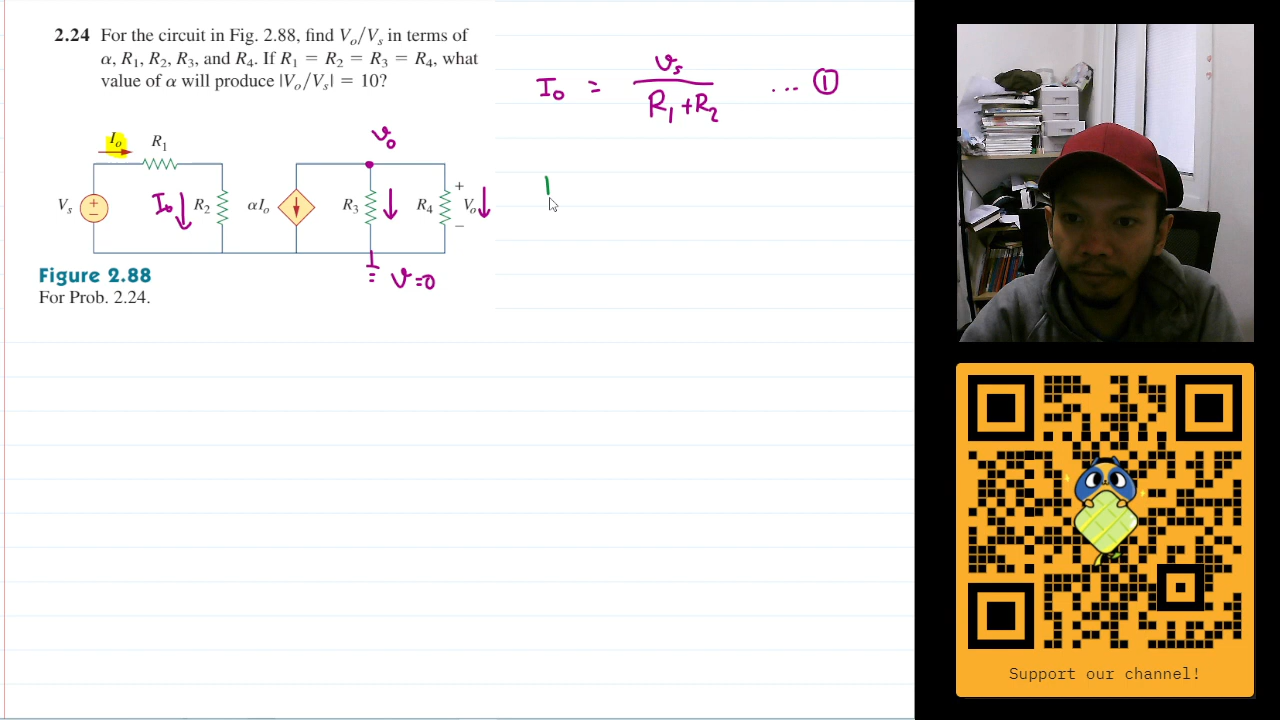 2.24 For the circuit in Fig. 2.88, find Vo/Vs in terms of
α, R1, R2, R3, and R4. If R1 = R2 = R3 = R4, what
value of α will produce |Vo/Vs| = 10?
Io = vs / (R1+R2) ... ①
vo
Io R1
Vs + − Io R2 αIo R3 R4 + Vo −
v=0
Figure 2.88
For Prob. 2.24.
Support our channel!